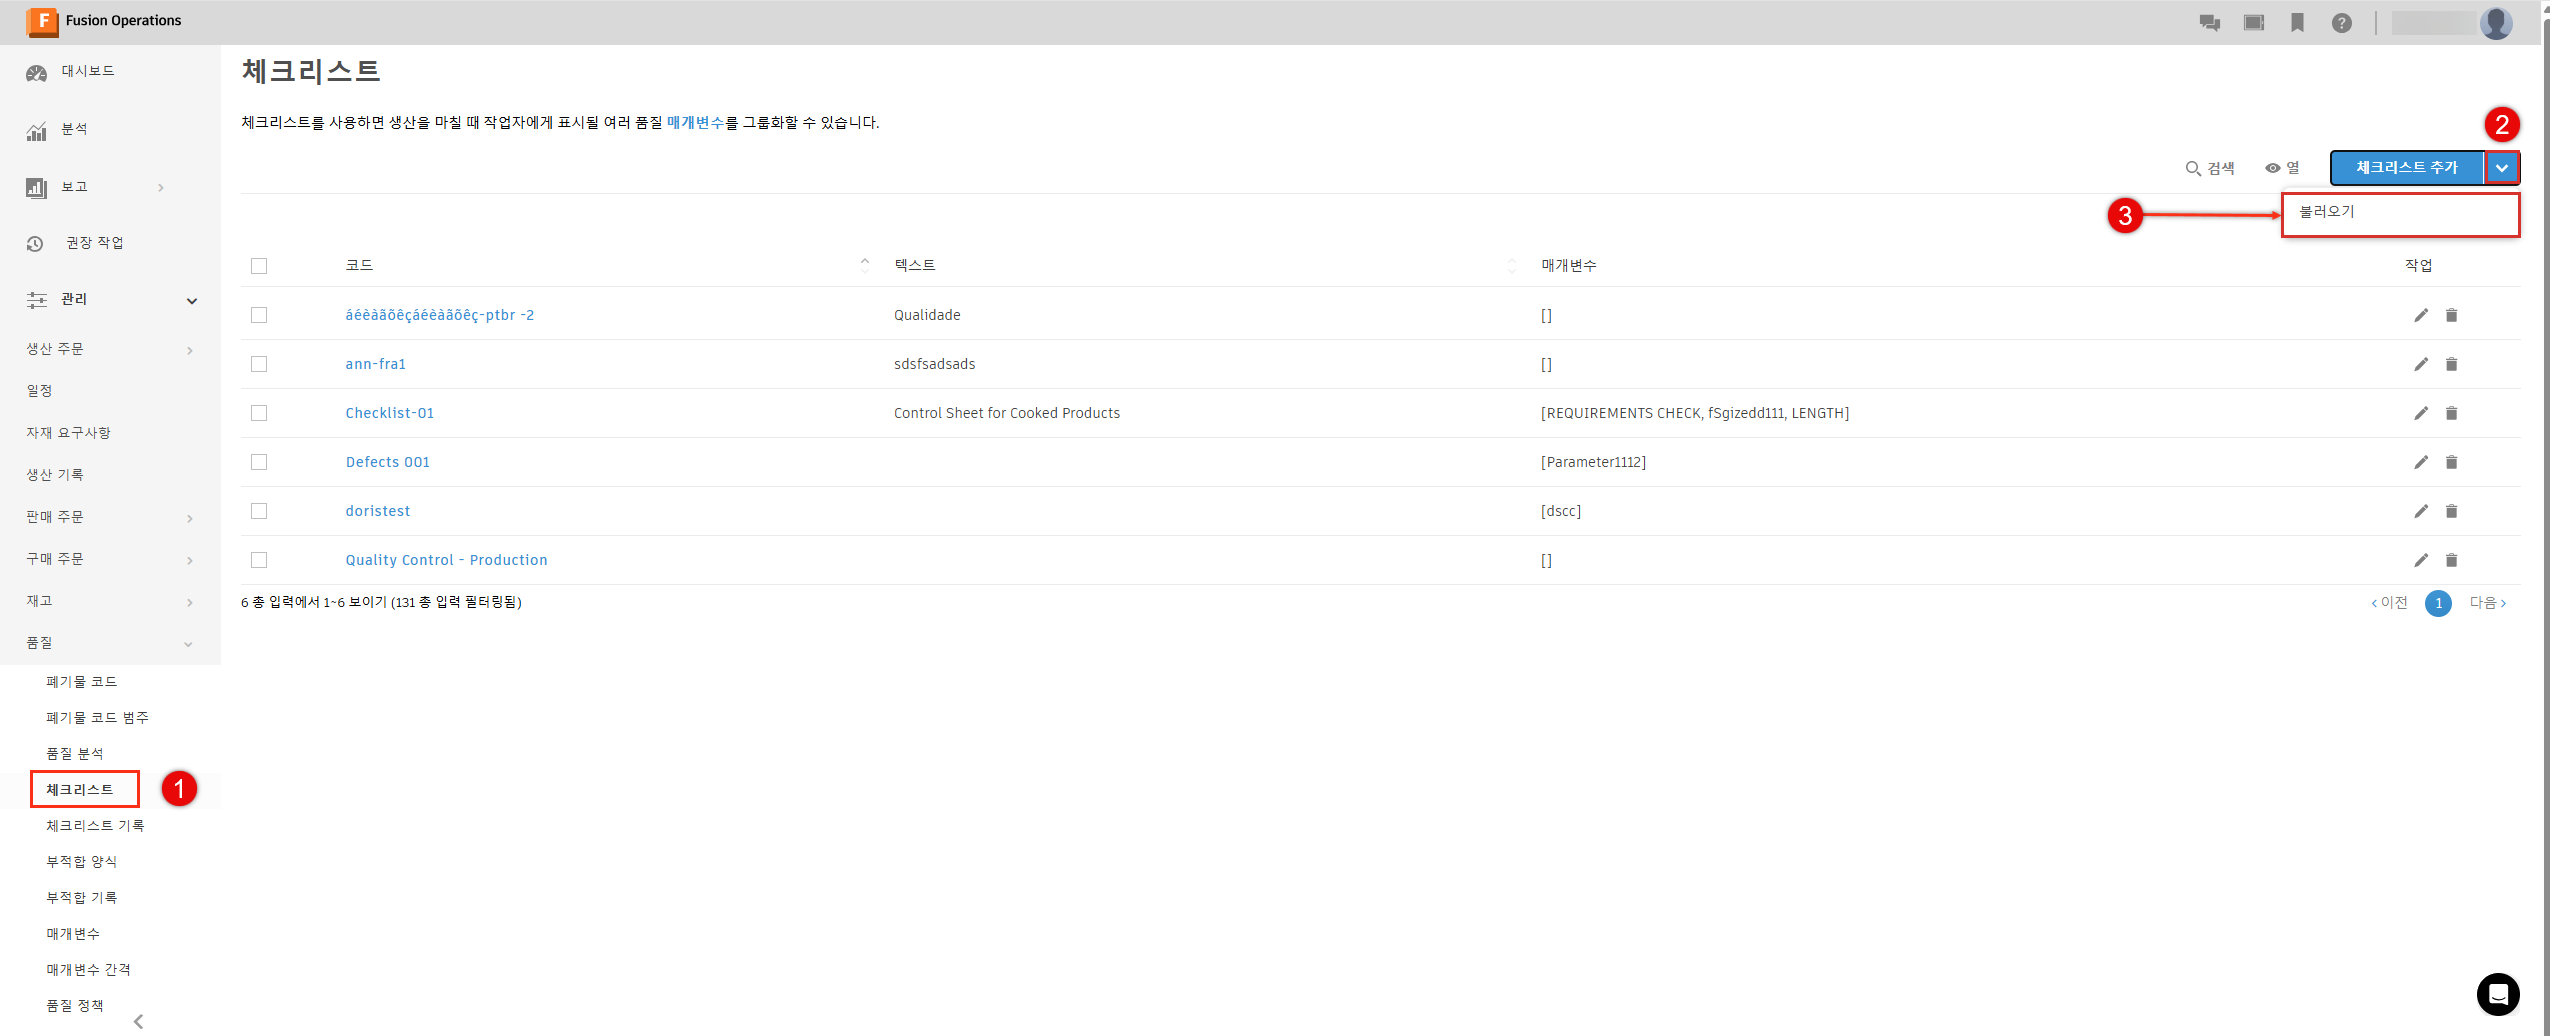 F Fusion Operations
?
대시보드
분석
보고
권장 작업
관리
생산 주문
일정
자재 요구사항
생산 기록
판매 주문
구매 주문
재고
품질
폐기물 코드
폐기물 코드 범주
품질 분석
체크리스트
1
체크리스트 기록
부적합 양식
부적합 기록
매개변수
매개변수 간격
품질 정책
체크리스트
체크리스트를 사용하면 생산을 마칠 때 작업자에게 표시될 여러 품질 매개변수를 그룹화할 수 있습니다.
2
검색 열 체크리스트 추가
3 불러오기
코드 텍스트 매개변수 작업
áéèàãõêçáéèàãõêç-ptbr -2 Qualidade []
ann-fra1 sdsfsadsads []
Checklist-01 Control Sheet for Cooked Products [REQUIREMENTS CHECK, fSgizedd111, LENGTH]
Defects 001 [Parameter1112]
doristest [dscc]
Quality Control - Production []
6 총 입력에서 1~6 보이기 (131 총 입력 필터링됨)
‹ 이전 1 다음 ›